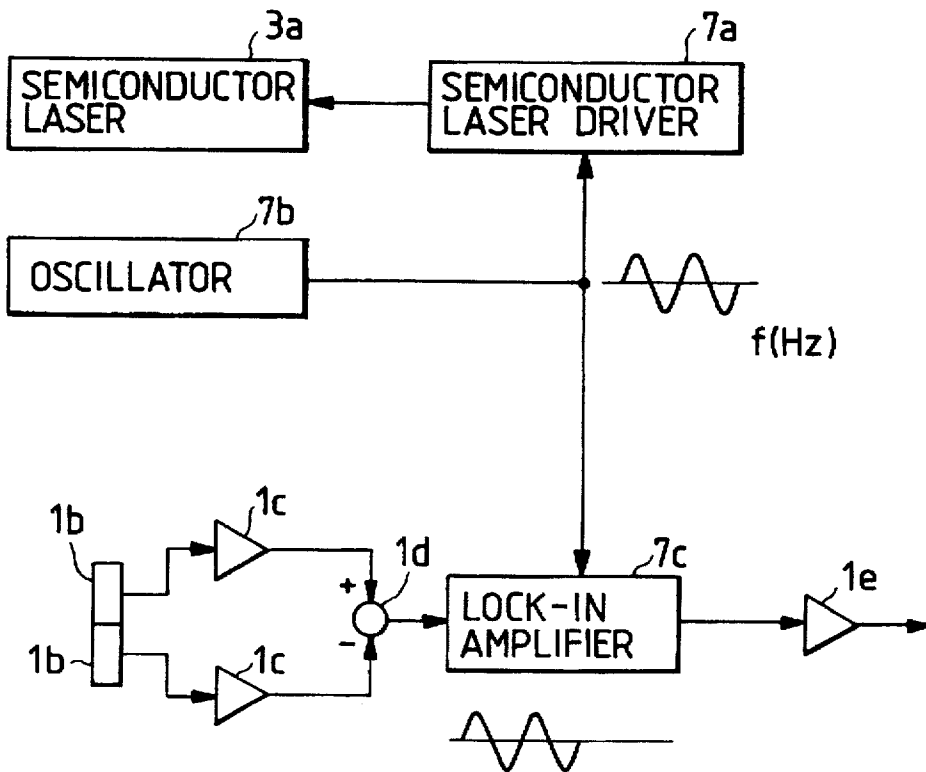 3a
7a
SEMICONDUCTOR
LASER
SEMICONDUCTOR
LASER DRIVER
7b
OSCILLATOR
f(Hz)
1b
1c
1d
7c
1e
+
-
LOCK-IN
AMPLIFIER
1b
1c